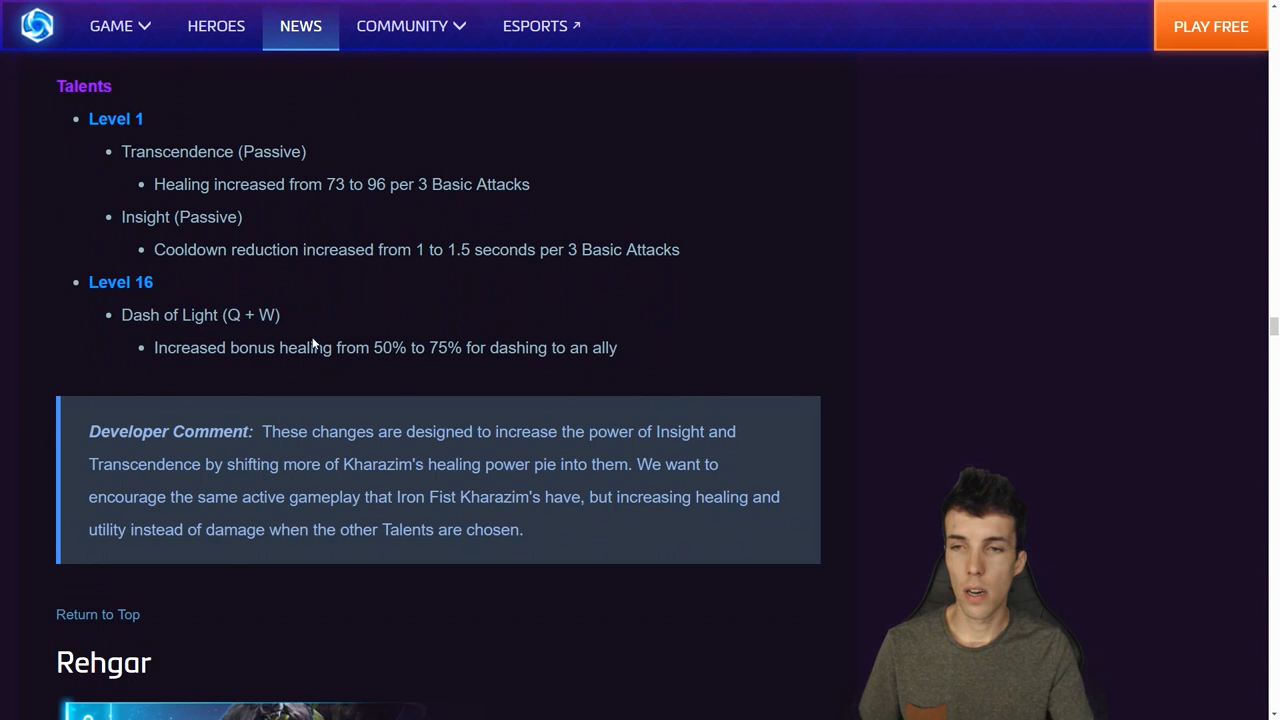 GAME HEROES NEWS COMMUNITY ESPORTS PLAY FREE
Talents
Level 1
Transcendence (Passive)
Healing increased from 73 to 96 per 3 Basic Attacks
Insight (Passive)
Cooldown reduction increased from 1 to 1.5 seconds per 3 Basic Attacks
Level 16
Dash of Light (Q + W)
Increased bonus healing from 50% to 75% for dashing to an ally
Developer Comment: These changes are designed to increase the power of Insight and
Transcendence by shifting more of Kharazim's healing power pie into them. We want to
encourage the same active gameplay that Iron Fist Kharazim's have, but increasing healing and
utility instead of damage when the other Talents are chosen.
Return to Top
Rehgar